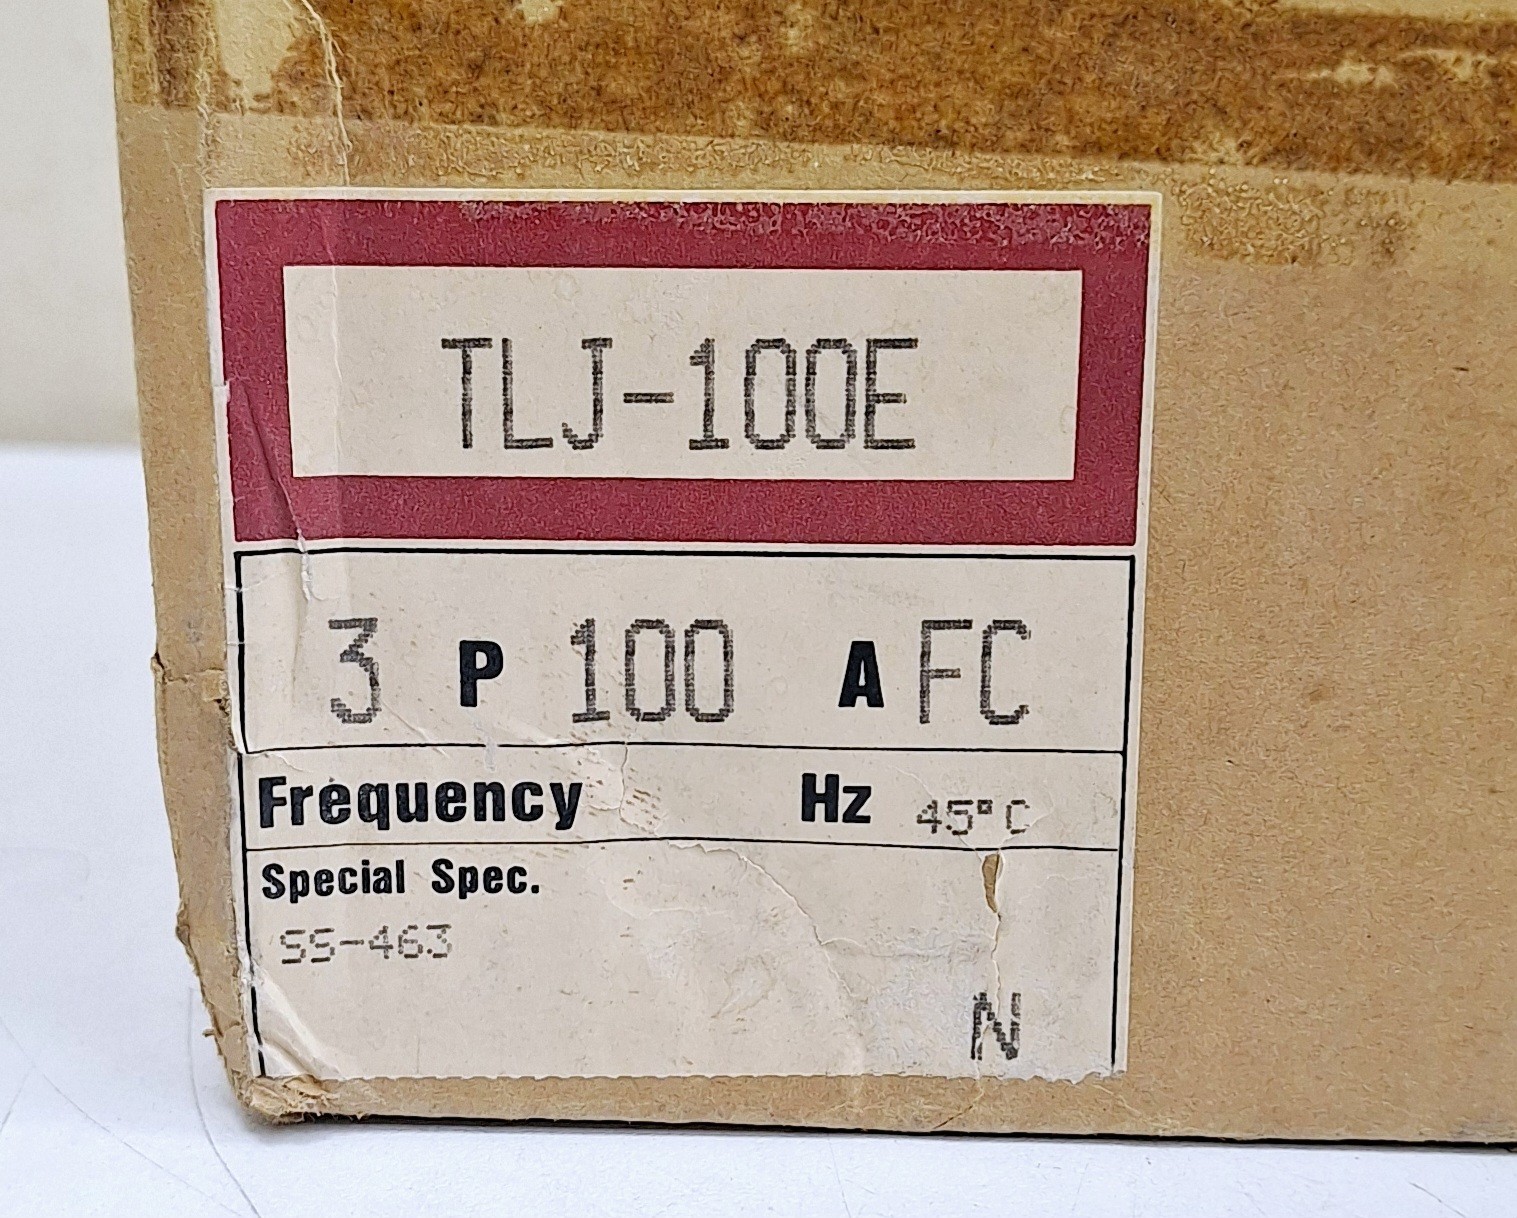 TLJ-100E
3 P 100 A FC
Frequency Hz 45°C
Special Spec.
SS-463
N